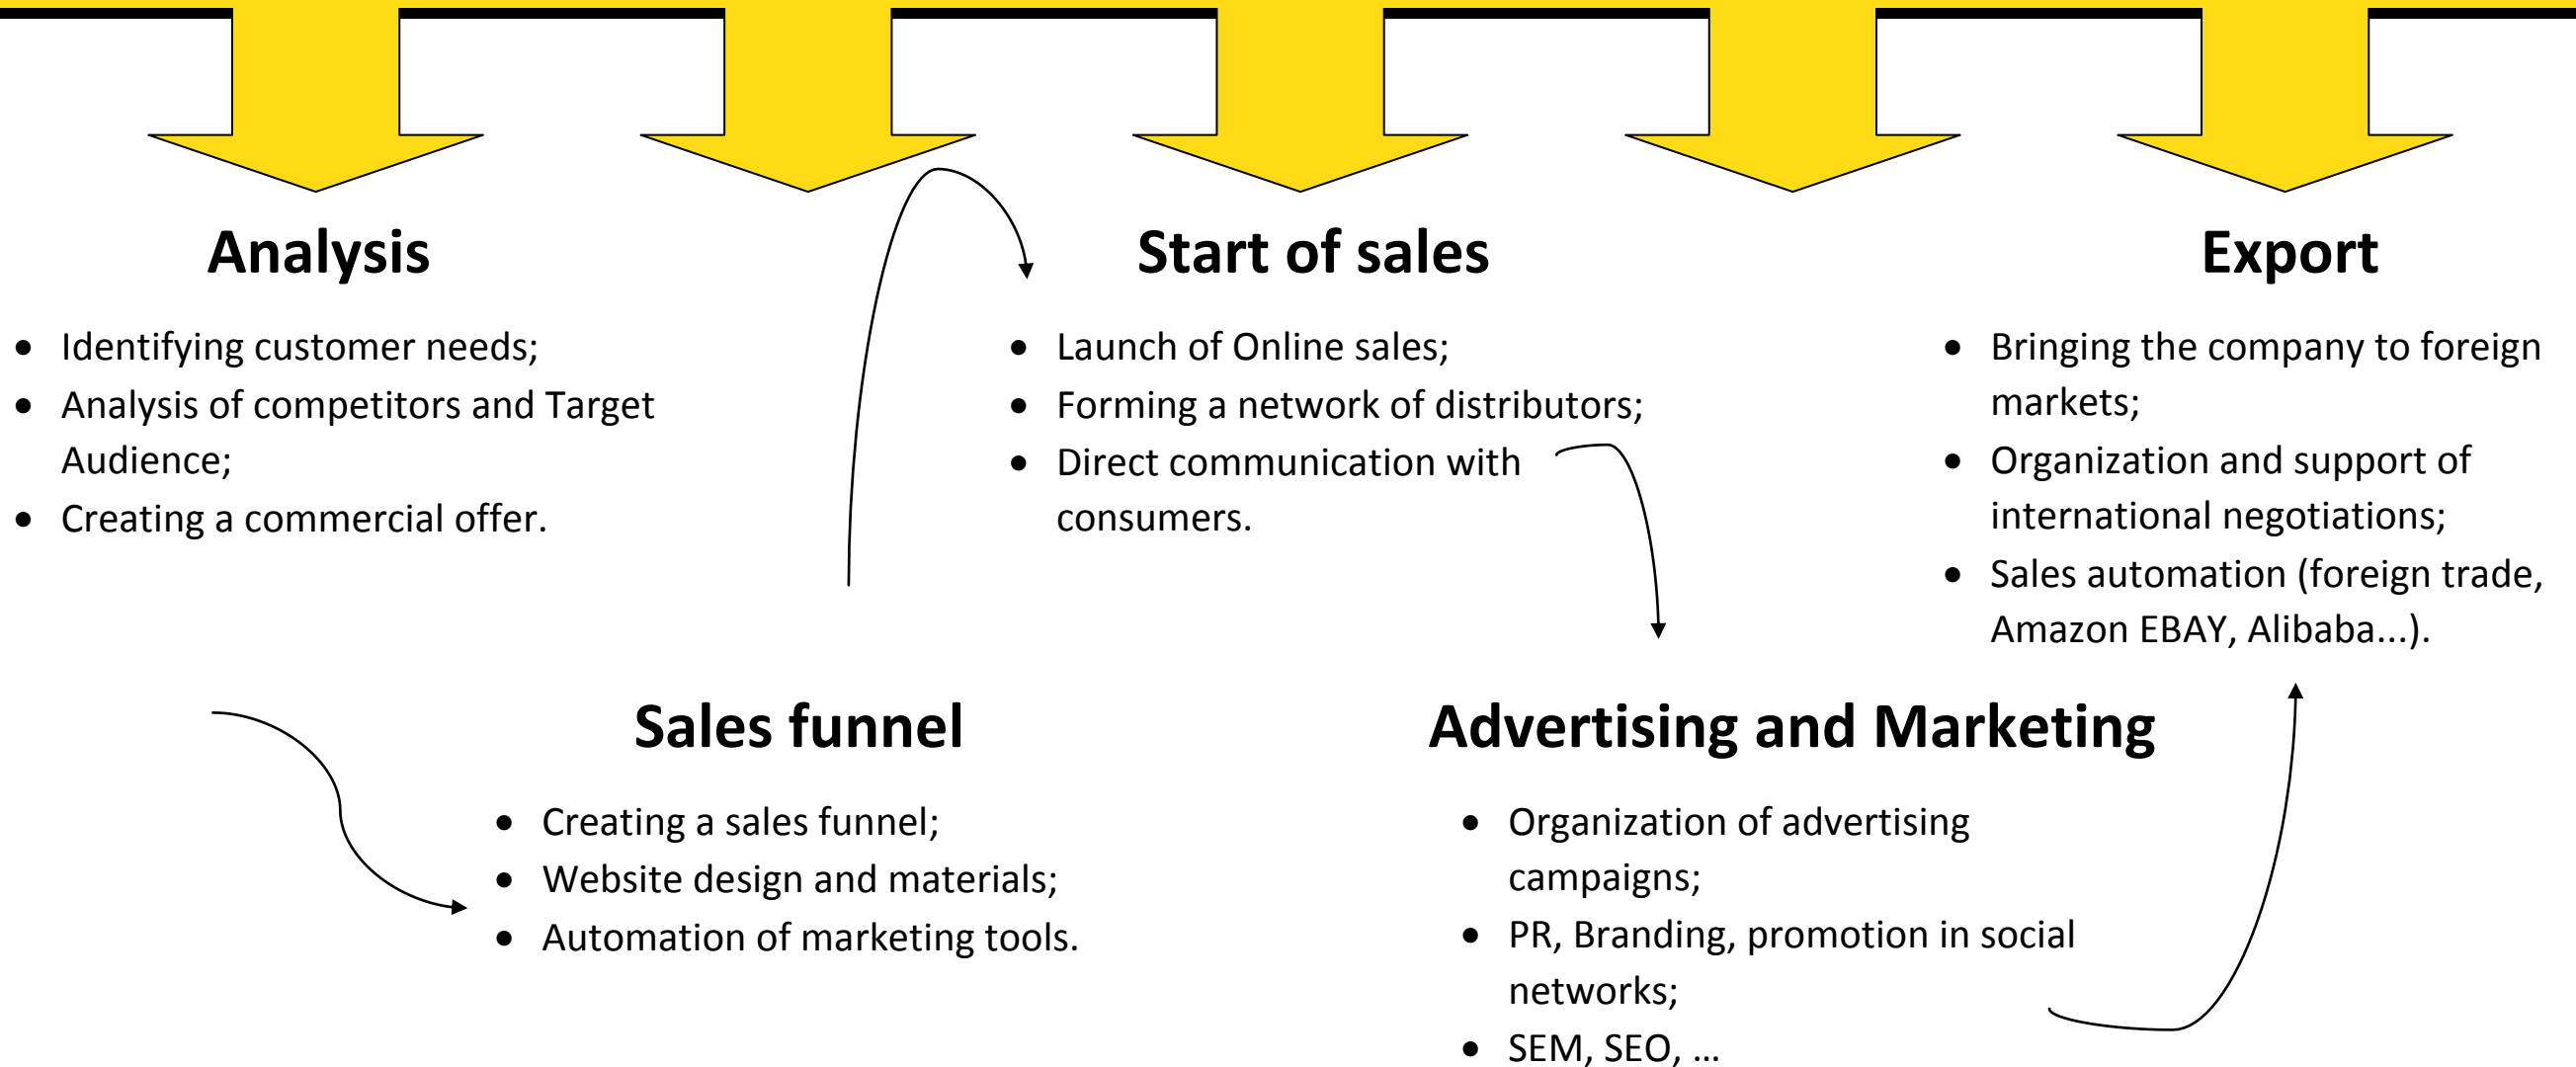 Analysis
• Identifying customer needs;
• Analysis of competitors and Target
Audience;
• Creating a commercial offer.
Sales funnel
• Creating a sales funnel;
• Website design and materials;
• Automation of marketing tools.
Start of sales
• Launch of Online sales;
• Forming a network of distributors;
• Direct communication with
consumers.
Advertising and Marketing
• Organization of advertising
campaigns;
• PR, Branding, promotion in social
networks;
• SEM, SEO, ...
Export
• Bringing the company to foreign
markets;
• Organization and support of
international negotiations;
• Sales automation (foreign trade,
Amazon EBAY, Alibaba...).